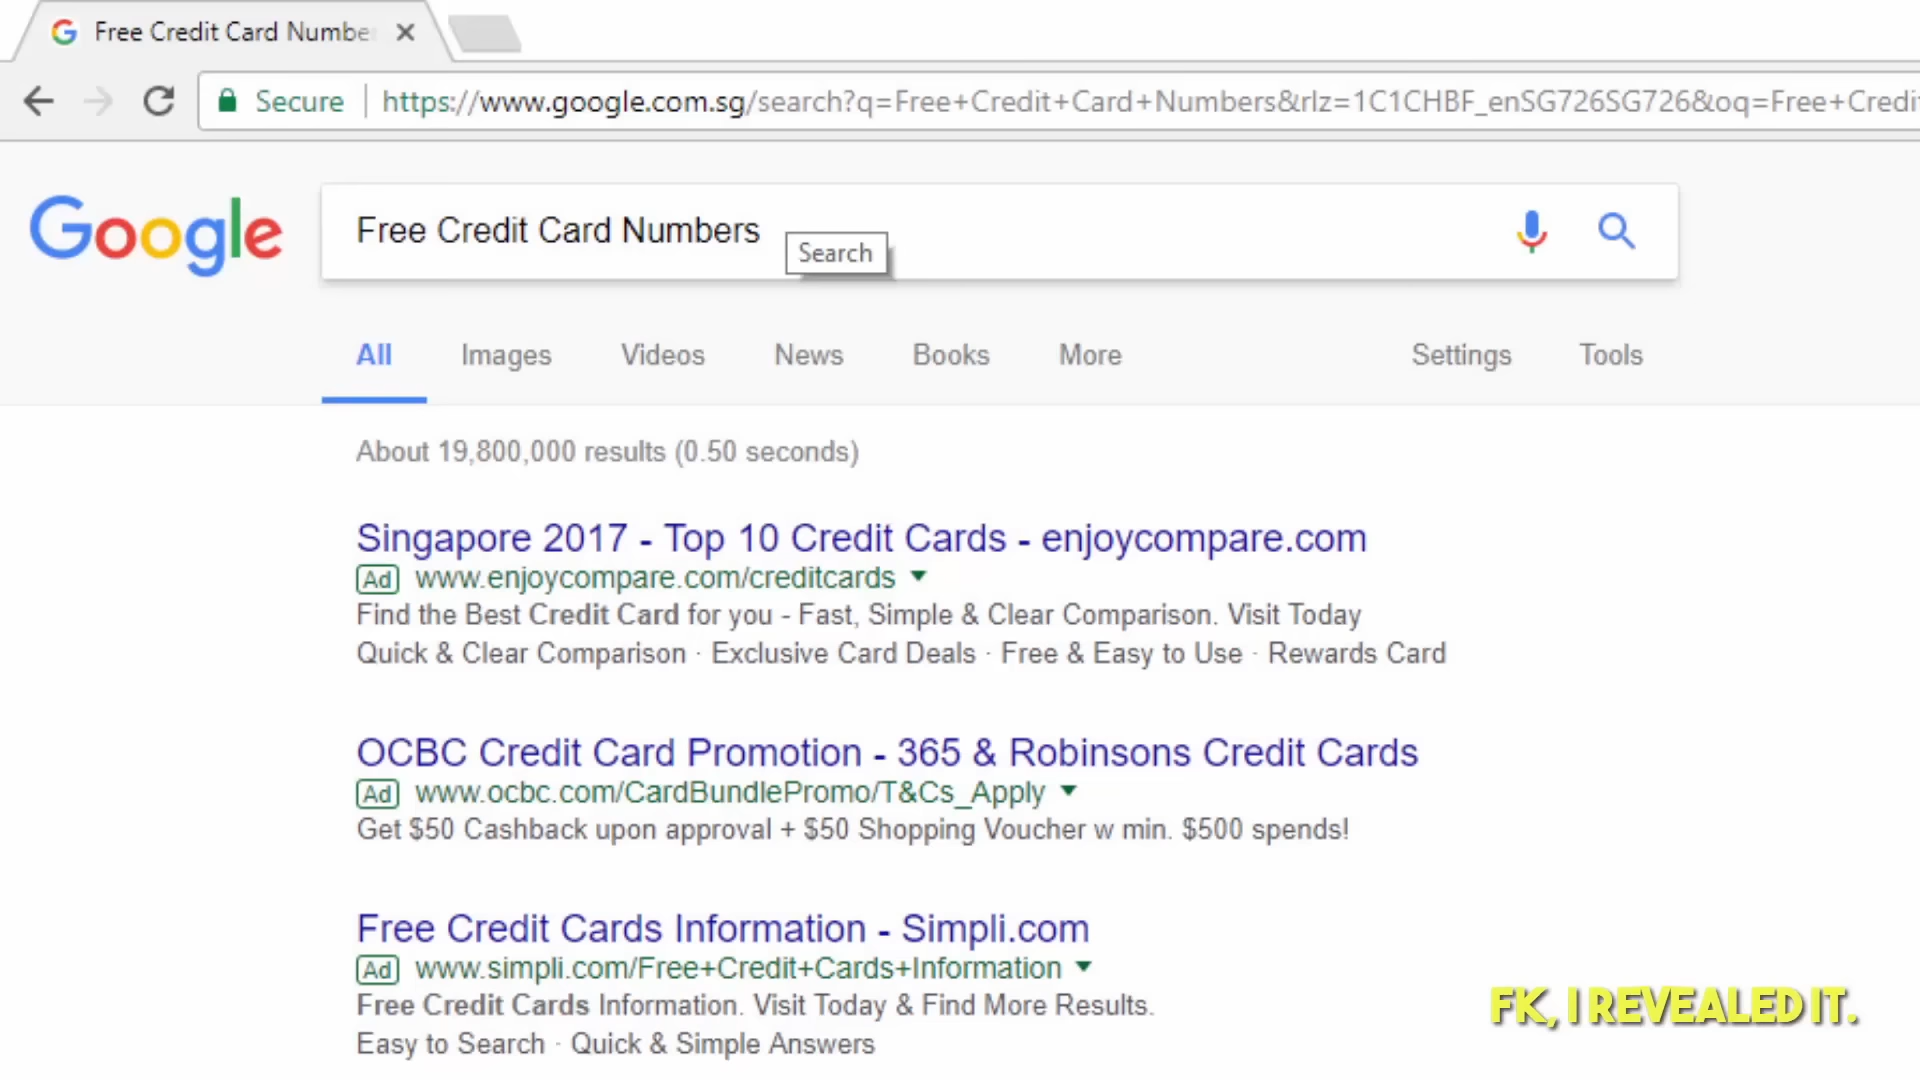 Free Credit Card Numbe
Secure https://www.google.com.sg/search?q=Free+Credit+Card+Numbers&rlz=1C1CHBF_enSG726SG726&oq=Free+Credi
Google
Free Credit Card Numbers
Search
All Images Videos News Books More Settings Tools
About 19,800,000 results (0.50 seconds)
Singapore 2017 - Top 10 Credit Cards - enjoycompare.com
Ad www.enjoycompare.com/creditcards
Find the Best Credit Card for you - Fast, Simple & Clear Comparison. Visit Today
Quick & Clear Comparison · Exclusive Card Deals · Free & Easy to Use · Rewards Card
OCBC Credit Card Promotion - 365 & Robinsons Credit Cards
Ad www.ocbc.com/CardBundlePromo/T&Cs_Apply
Get $50 Cashback upon approval + $50 Shopping Voucher w min. $500 spends!
Free Credit Cards Information - Simpli.com
Ad www.simpli.com/Free+Credit+Cards+Information
Free Credit Cards Information. Visit Today & Find More Results.
Easy to Search · Quick & Simple Answers
FK, I REVEALED IT.